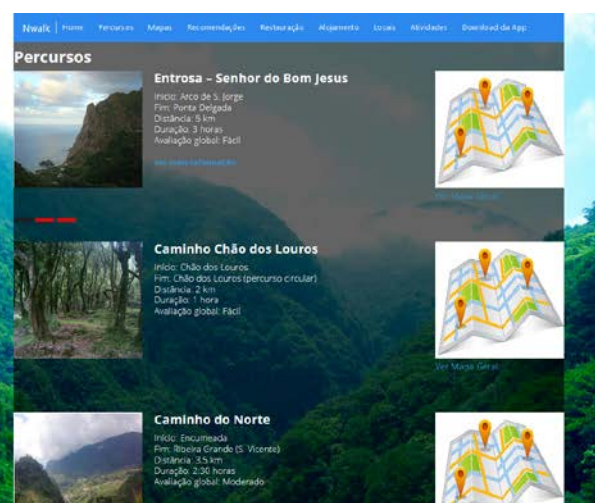 Nwalk | Home Percursos Mapas Recomendações Restauração Alojamento Locais Atividades Download da App
Percursos
Entrosa – Senhor do Bom Jesus
Início: Arco de S. Jorge
Fim: Ponta Delgada
Distância: 5 km
Duração: 3 horas
Avaliação global: Fácil
Ver mais informação
Ver Mapa Geral
Caminho Chão dos Louros
Início: Chão dos Louros
Fim: Chão dos Louros (percurso circular)
Distância: 2 km
Duração: 1 hora
Avaliação global: Fácil
Ver Mapa Geral
Caminho do Norte
Início: Encumeada
Fim: Ribeira Grande (S. Vicente)
Distância: 3.5 km
Duração: 2:30 horas
Avaliação global: Moderado